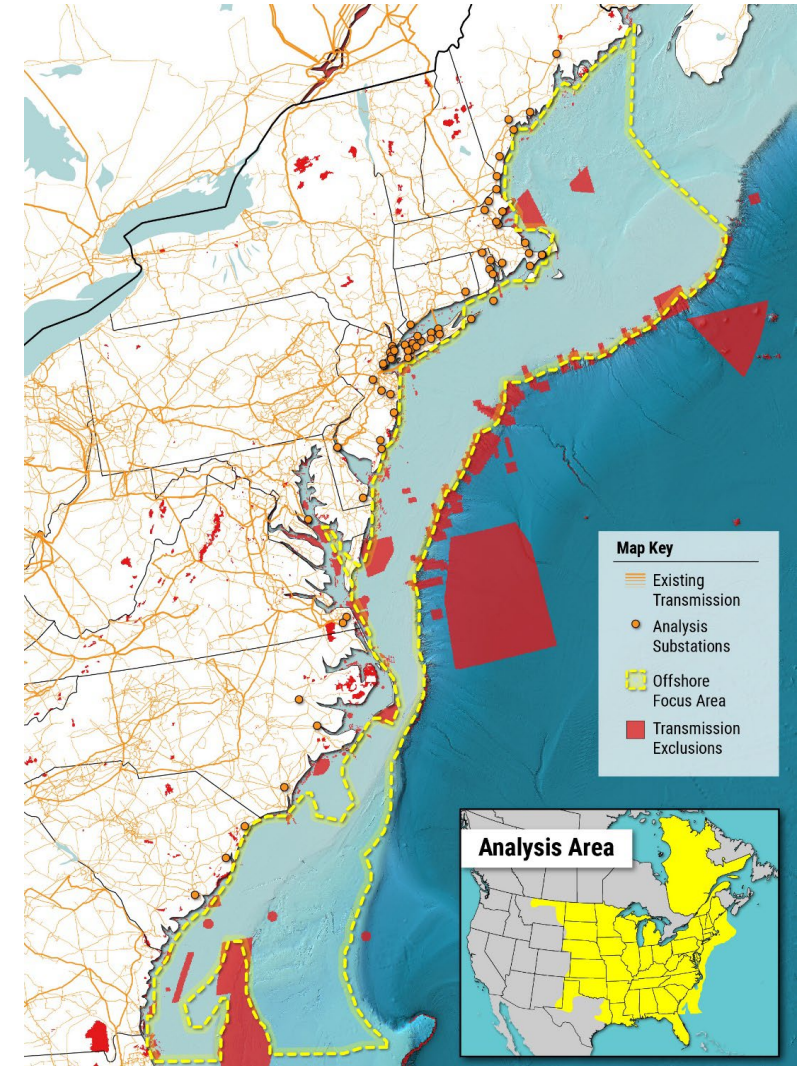 Map Key
Existing
Transmission
Analysis
Substations
Offshore
Focus Area
Transmission
Exclusions
Analysis Area